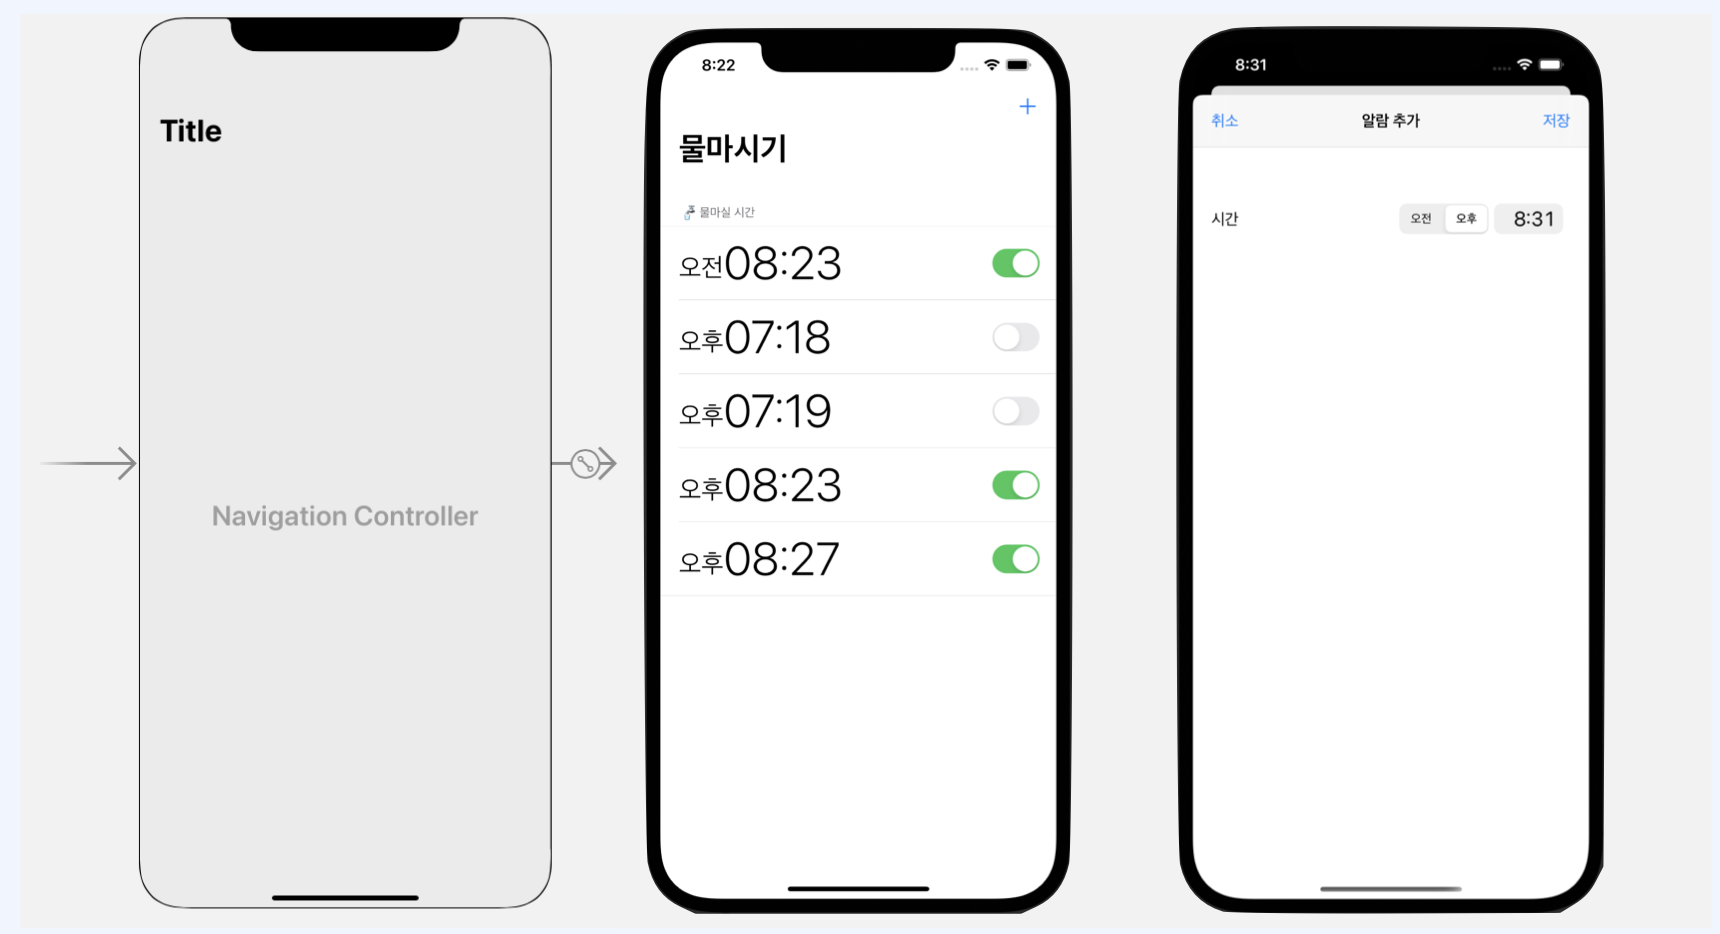 Title
Navigation Controller
8:22
+
물마시기
🚰 물마실 시간
오전08:23
오후07:18
오후07:19
오후08:23
오후08:27
8:31
취소 알람 추가 저장
시간 오전 오후 8:31